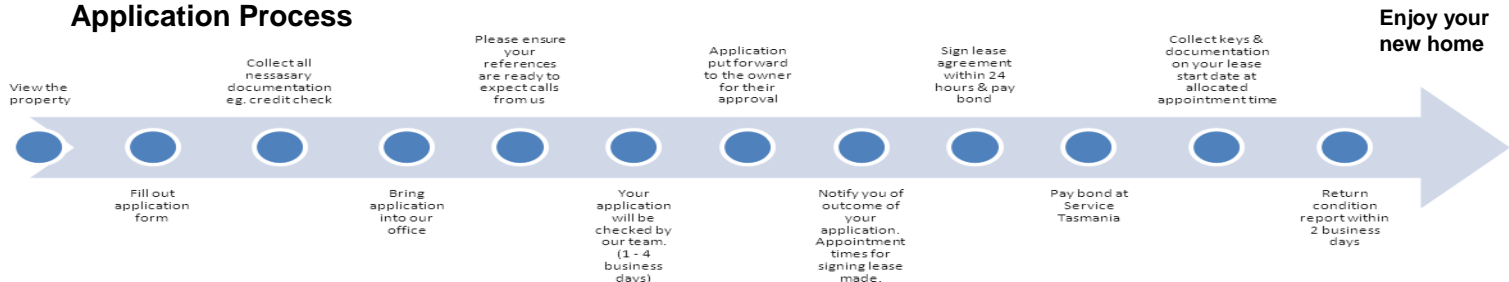 Application Process
View the
property
Fill out
application
form
Collect all
nessasary
documentation
eg. credit check
Bring
application
into our
office
Please ensure
your
references
are ready to
expect calls
from us
Your
application
will be
checked by
our team.
(1 - 4
business
days)
Application
put forward
to the owner
for their
approval
Notify you of
outcome of
your
application.
Appointment
times for
signing lease
made.
Sign lease
agreement
within 24
hours & pay
bond
Pay bond at
Service
Tasmania
Collect keys &
documentation
on your lease
start date at
allocated
appointment time
Return
condition
report within
2 business
days
Enjoy your
new home